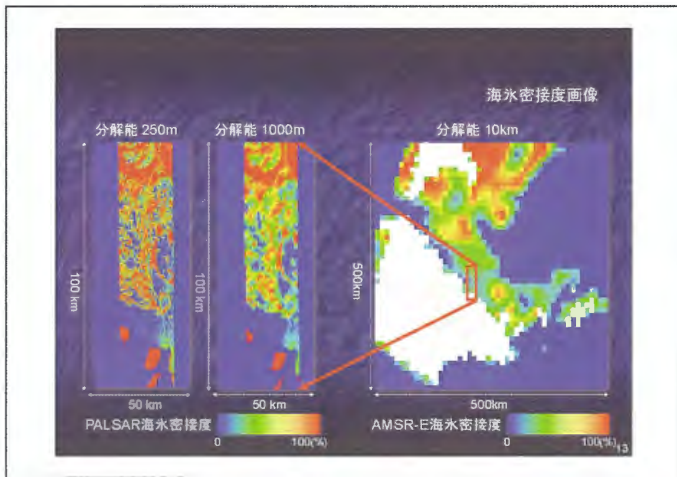 海氷密接度画像
分解能 250m
分解能 1000m
分解能 10km
100 km
100 km
500km
50 km
50 km
500km
PALSAR海氷密接度
0
100(%)
AMSR-E海氷密接度
0
100(%)
13